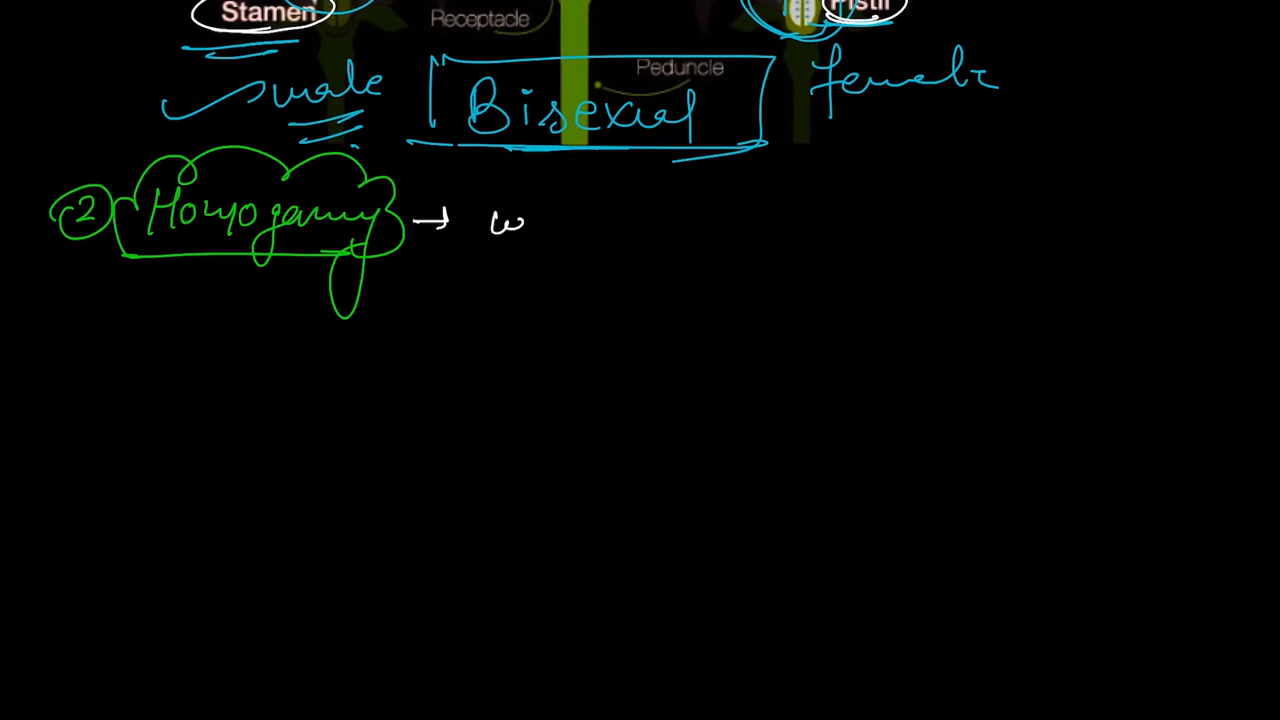 Stamen Receptacle Pistil
Peduncle
male Bisexual female
② Homogamy → w